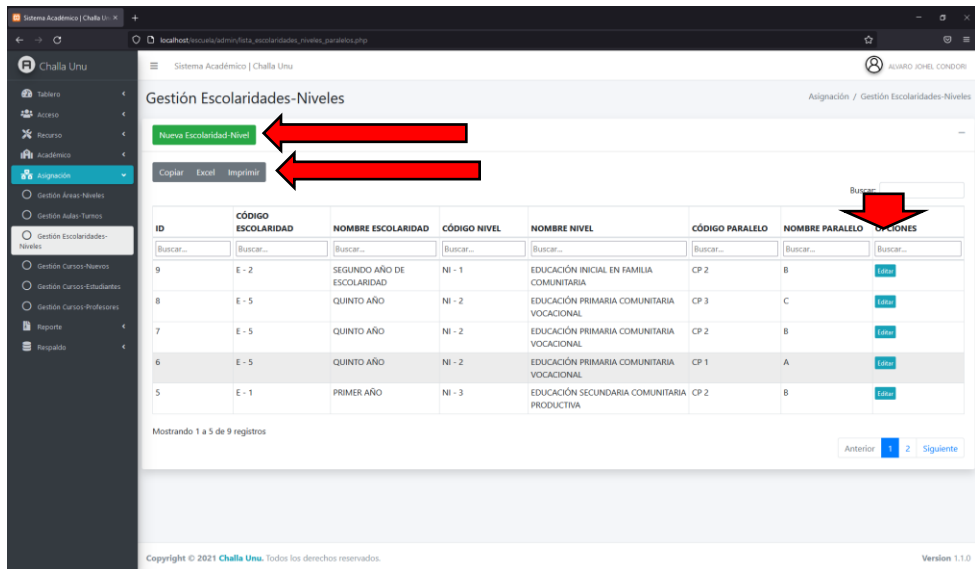 Sistema Académico | Challa Un
localhost/escuela/admin/lista_escolaridades_niveles_paralelos.php
Challa Unu
Sistema Académico | Challa Unu
ALVARO JOHEL CONDORI
Tablero
Acceso
Recurso
Académico
Asignación
Gestión Áreas-Niveles
Gestión Aulas-Turnos
Gestión Escolaridades-
Niveles
Gestión Cursos-Nuevos
Gestión Cursos-Estudiantes
Gestión Cursos-Profesores
Reporte
Respaldo
Gestión Escolaridades-Niveles
Asignación / Gestión Escolaridades-Niveles
Nueva Escolaridad-Nivel
Copiar Excel Imprimir
Buscar:
ID CÓDIGO ESCOLARIDAD NOMBRE ESCOLARIDAD CÓDIGO NIVEL NOMBRE NIVEL CÓDIGO PARALELO NOMBRE PARALELO OPCIONES
Buscar... Buscar... Buscar... Buscar... Buscar... Buscar... Buscar... Buscar...
9 E - 2 SEGUNDO AÑO DE ESCOLARIDAD NI - 1 EDUCACIÓN INICIAL EN FAMILIA COMUNITARIA CP 2 B Editar
8 E - 5 QUINTO AÑO NI - 2 EDUCACIÓN PRIMARIA COMUNITARIA VOCACIONAL CP 3 C Editar
7 E - 5 QUINTO AÑO NI - 2 EDUCACIÓN PRIMARIA COMUNITARIA VOCACIONAL CP 2 B Editar
6 E - 5 QUINTO AÑO NI - 2 EDUCACIÓN PRIMARIA COMUNITARIA VOCACIONAL CP 1 A Editar
5 E - 1 PRIMER AÑO NI - 3 EDUCACIÓN SECUNDARIA COMUNITARIA PRODUCTIVA CP 2 B Editar
Mostrando 1 a 5 de 9 registros
Anterior 1 2 Siguiente
Copyright © 2021 Challa Unu. Todos los derechos reservados.
Version 1.1.0